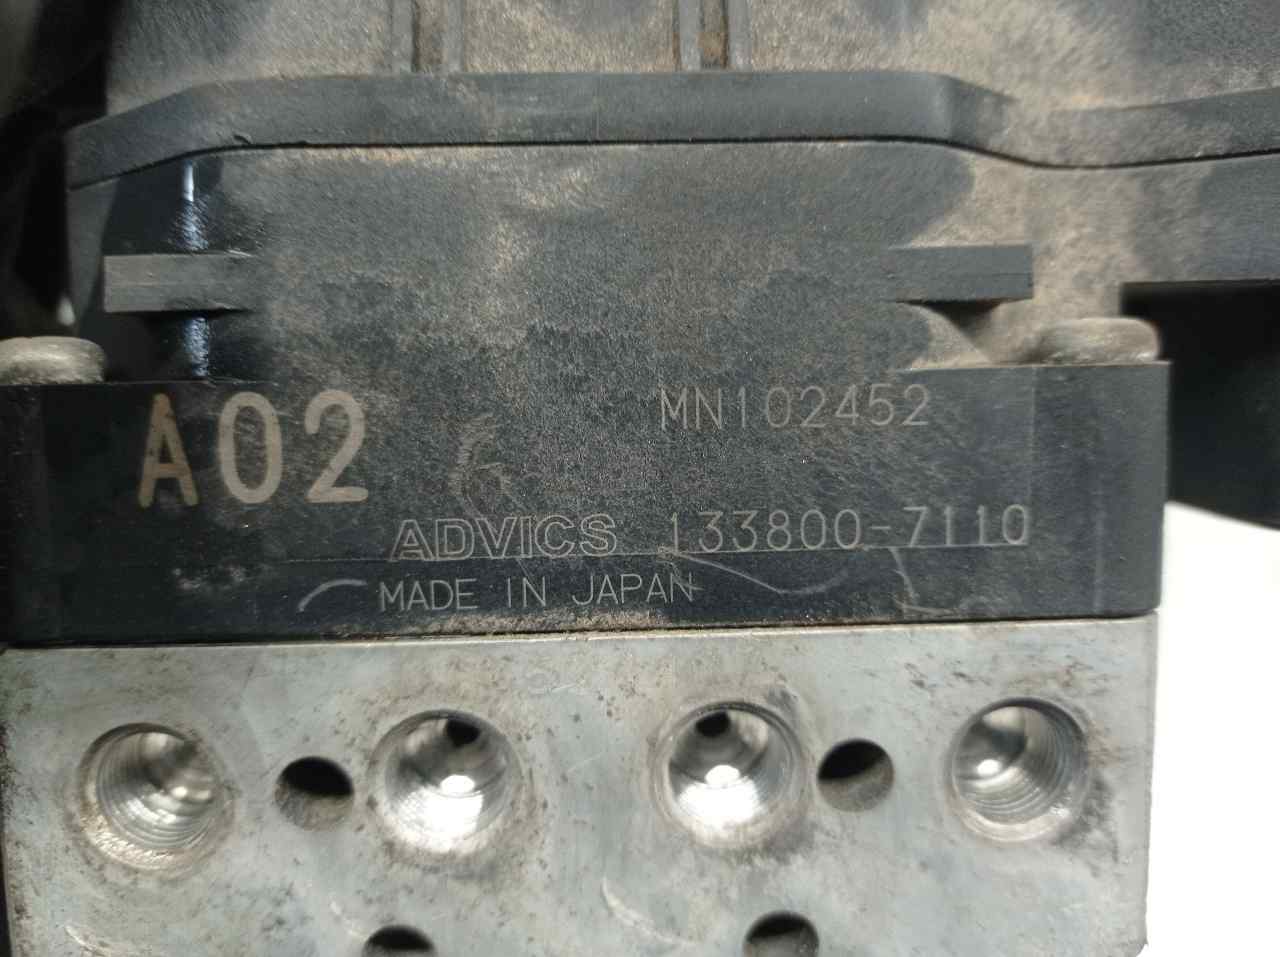 A02
MN102452
ADVICS 133800-7110
MADE IN JAPAN